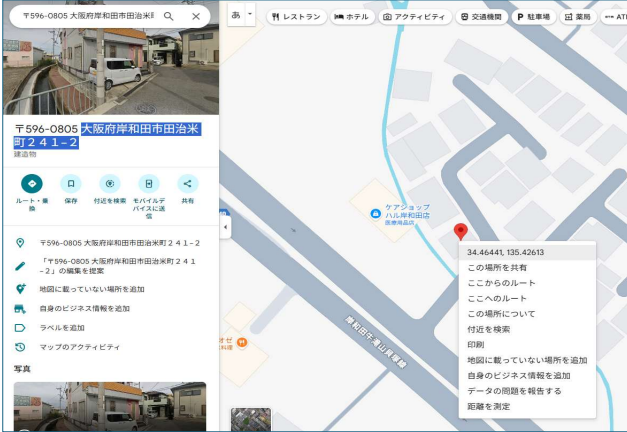 〒596-0805 大阪府岸和田市田治米町
あ
レストラン
ホテル
アクティビティ
交通機関
P 駐車場
薬局
ATM
〒596-0805 大阪府岸和田市田治米
町２４１−２
建造物
ルート・乗
換
保存
付近を検索
モバイルデ
バイスに送
信
共有
〒596-0805 大阪府岸和田市田治米町２４１−２
「〒596-0805 大阪府岸和田市田治米町２４１
−２」の編集を提案
地図に載っていない場所を追加
自身のビジネス情報を追加
ラベルを追加
マップのアクティビティ
写真
ケアショップ
ハル岸和田店
医療用品店
岸和田牛滝山貝塚線
オゼ
料理
34.46441, 135.42613
この場所を共有
ここからのルート
ここへのルート
この場所について
付近を検索
印刷
地図に載っていない場所を追加
自身のビジネス情報を追加
データの問題を報告する
距離を測定